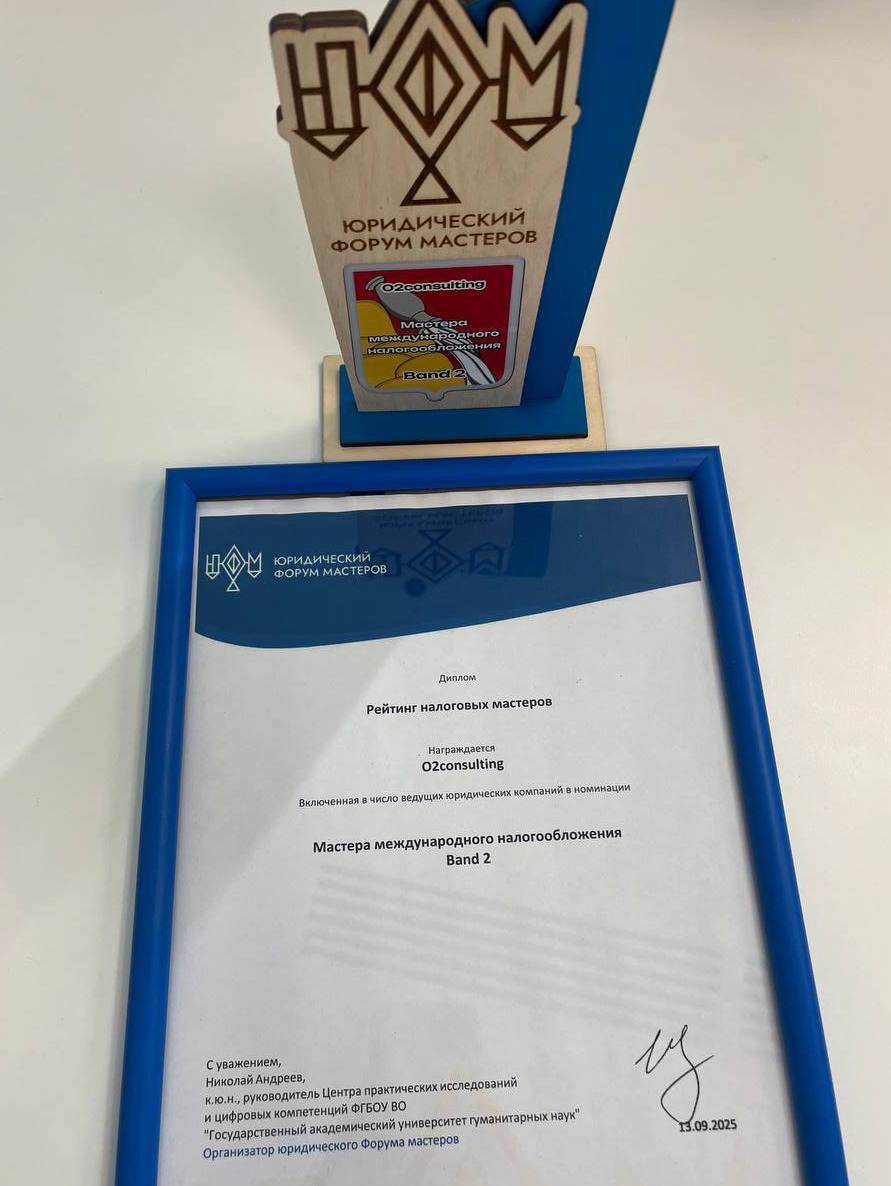 ЮФМ
ЮРИДИЧЕСКИЙ
ФОРУМ МАСТЕРОВ
O2consulting
Мастера
международного
налогообложения
Band 2
ЮФМ
ЮРИДИЧЕСКИЙ
ФОРУМ МАСТЕРОВ
Диплом
Рейтинг налоговых мастеров
Награждается
O2consulting
Включенная в число ведущих юридических компаний в номинации
Мастера международного налогообложения
Band 2
С уважением,
Николай Андреев,
к.ю.н., руководитель Центра практических исследований
и цифровых компетенций ФГБОУ ВО
"Государственный академический университет гуманитарных наук"
Организатор юридического Форума мастеров
13.09.2025